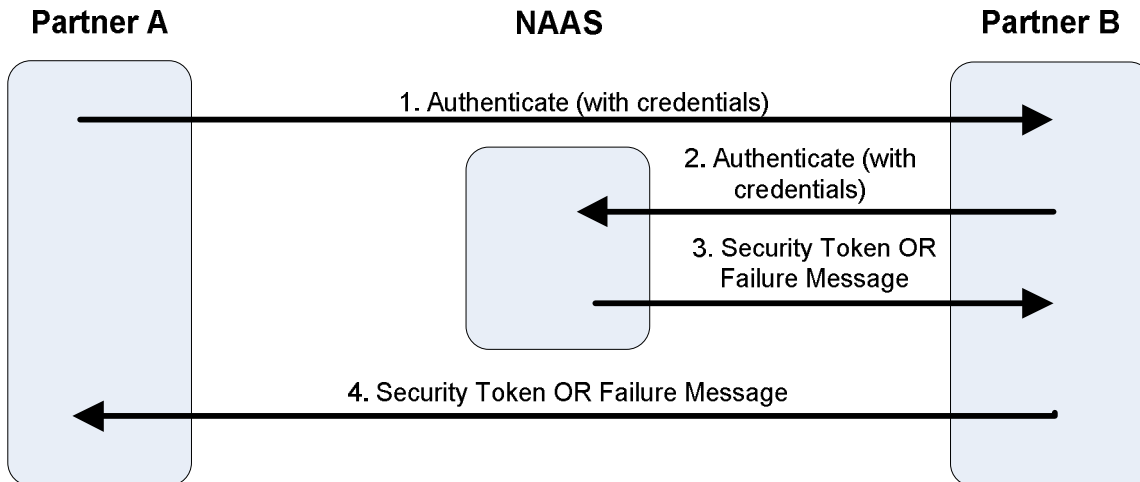 Partner A
NAAS
Partner B
1. Authenticate (with credentials)
2. Authenticate (with
credentials)
3. Security Token OR
Failure Message
4. Security Token OR Failure Message